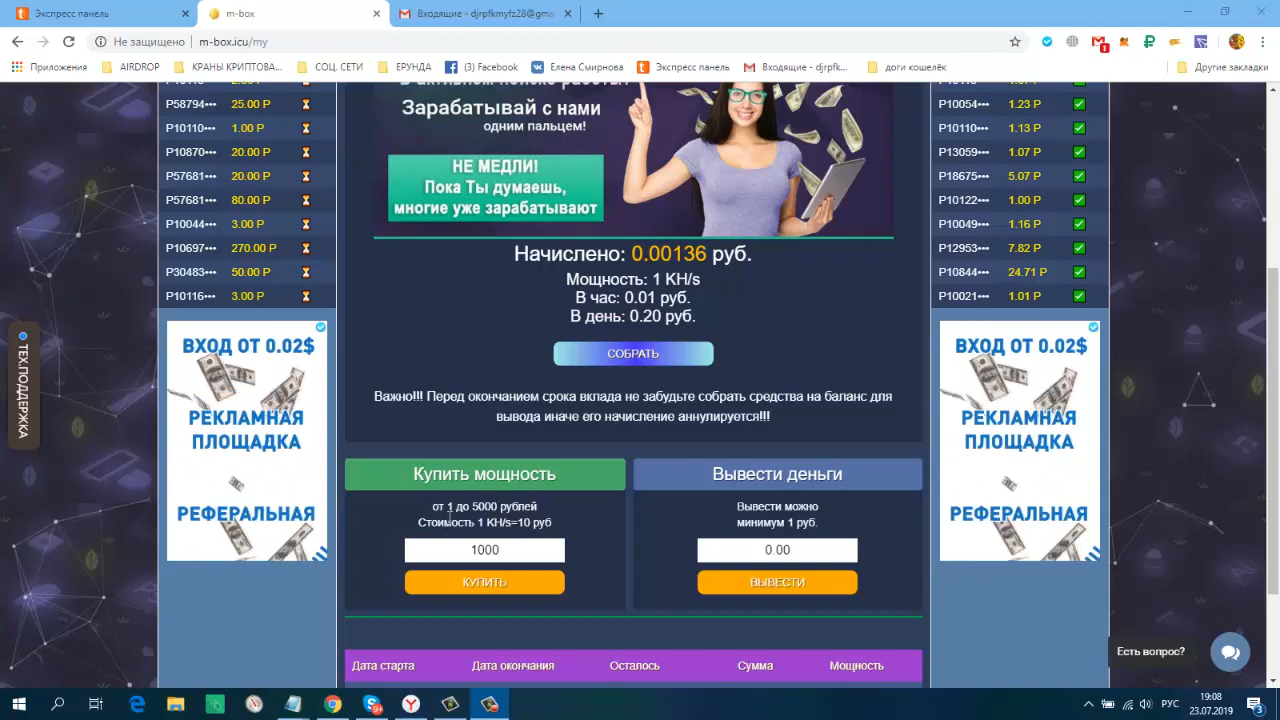 Экспресс панель
m-box
Входящие - djrpfkmyfz28@gma
Не защищено
m-box.icu/my
1
Приложения
AIRDROP
КРАНЫ КРИПТОВА...
СОЦ. СЕТИ
ЕРУНДА
(3) Facebook
Елена Смирнова
Экспресс панель
Входящие - djrpfk...
доги кошелёк
Другие закладки
P58794••• 25.00 Р
P10110••• 1.00 Р
P10870••• 20.00 Р
P57681••• 20.00 Р
P57681••• 80.00 Р
P10044••• 3.00 Р
P10697••• 270.00 Р
P30483••• 50.00 Р
P10116••• 3.00 Р
Зарабатывай с нами
одним пальцем!
НЕ МЕДЛИ!
Пока Ты думаешь,
многие уже зарабатывают
P10054••• 1.23 Р
P10110••• 1.13 Р
P13059••• 1.07 Р
P18675••• 5.07 Р
P10122••• 1.00 Р
P10049••• 1.16 Р
P12953••• 7.82 Р
P10844••• 24.71 Р
P10021••• 1.01 Р
Начислено: 0.00136 руб.
Мощность: 1 KH/s
В час: 0.01 руб.
В день: 0.20 руб.
СОБРАТЬ
Важно!!! Перед окончанием срока вклада не забудьте собрать средства на баланс для
вывода иначе его начисление аннулируется!!!
ТЕХ.ПОДДЕРЖКА
ВХОД ОТ 0.02$
РЕКЛАМНАЯ
ПЛОЩАДКА
РЕФЕРАЛЬНАЯ
ВХОД ОТ 0.02$
РЕКЛАМНАЯ
ПЛОЩАДКА
РЕФЕРАЛЬНАЯ
Купить мощность
от 1 до 5000 рублей
Стоимость 1 KH/s=10 руб
1000
КУПИТЬ
Вывести деньги
Вывести можно
минимум 1 руб.
0.00
ВЫВЕСТИ
Дата старта
Дата окончания
Осталось
Сумма
Мощность
Есть вопрос?
РУС
19:08
23.07.2019
3